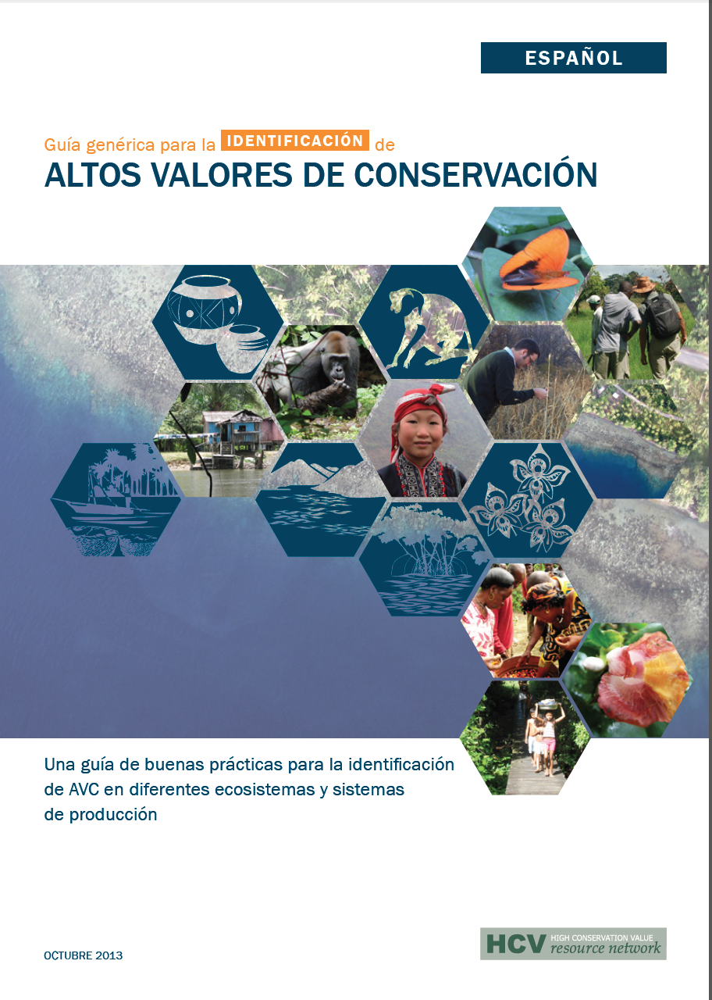 ESPAÑOL
Guía genérica para la IDENTIFICACIÓN de
ALTOS VALORES DE CONSERVACIÓN
Una guía de buenas prácticas para la identificación
de AVC en diferentes ecosistemas y sistemas
de producción
OCTUBRE 2013
HCV HIGH CONSERVATION VALUE
resource network